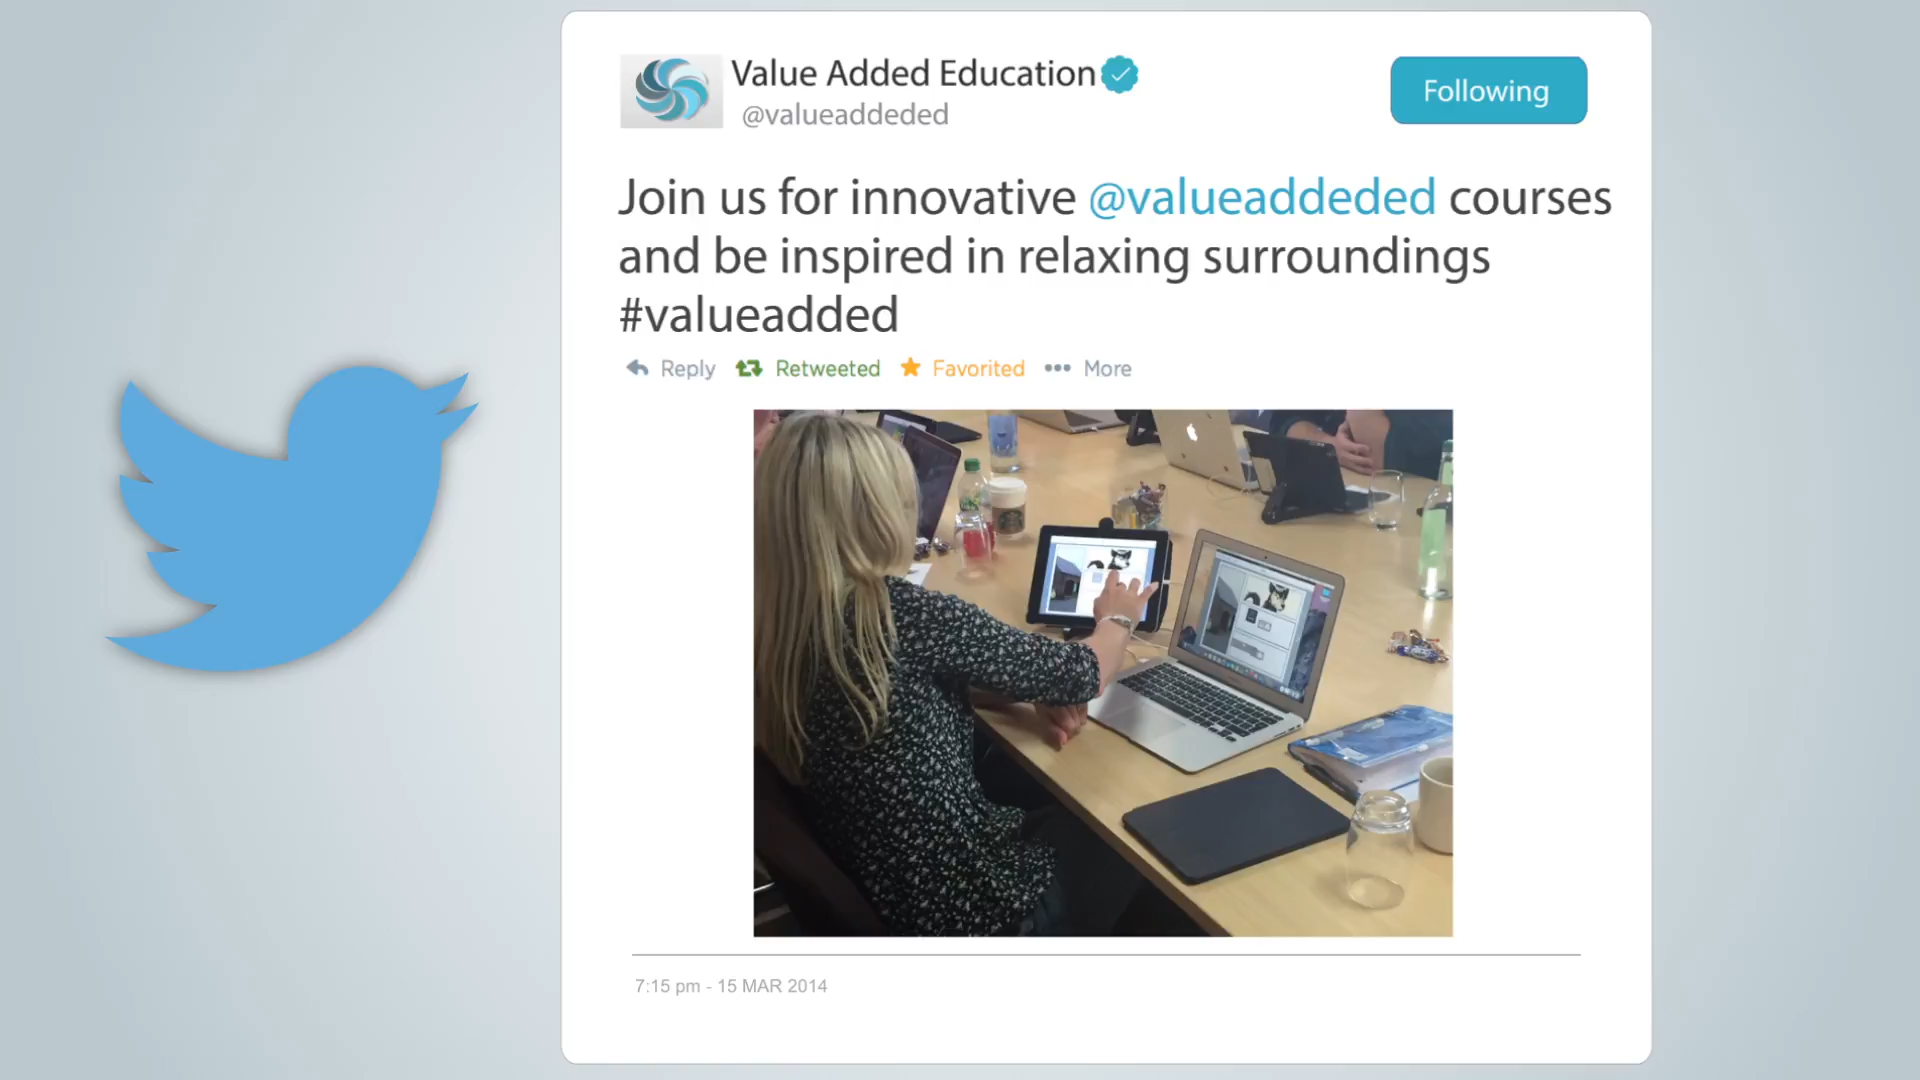 Value Added Education
@valueaddeded
Following
Join us for innovative @valueaddeded courses
and be inspired in relaxing surroundings
#valueadded
Reply Retweeted Favorited More
7:15 pm - 15 MAR 2014